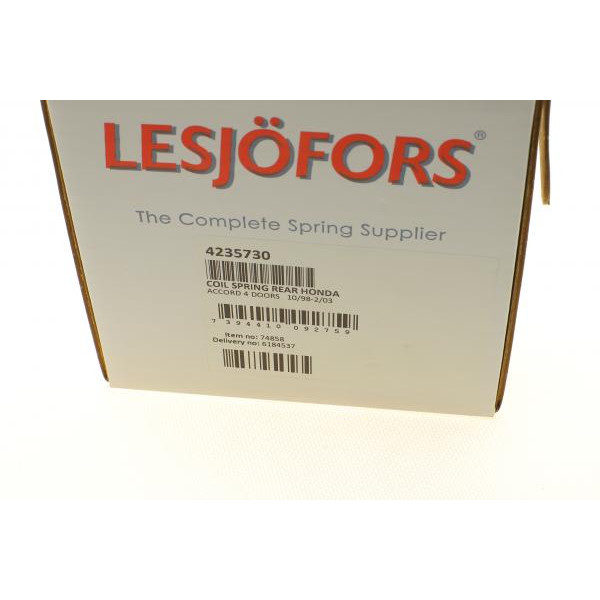 LESJÖFORS®
The Complete Spring Supplier
4235730
COIL SPRING REAR HONDA
ACCORD 4 DOORS 10/98-2/03
7 394410 092759
Item no: 74858
Delivery no: 6184537